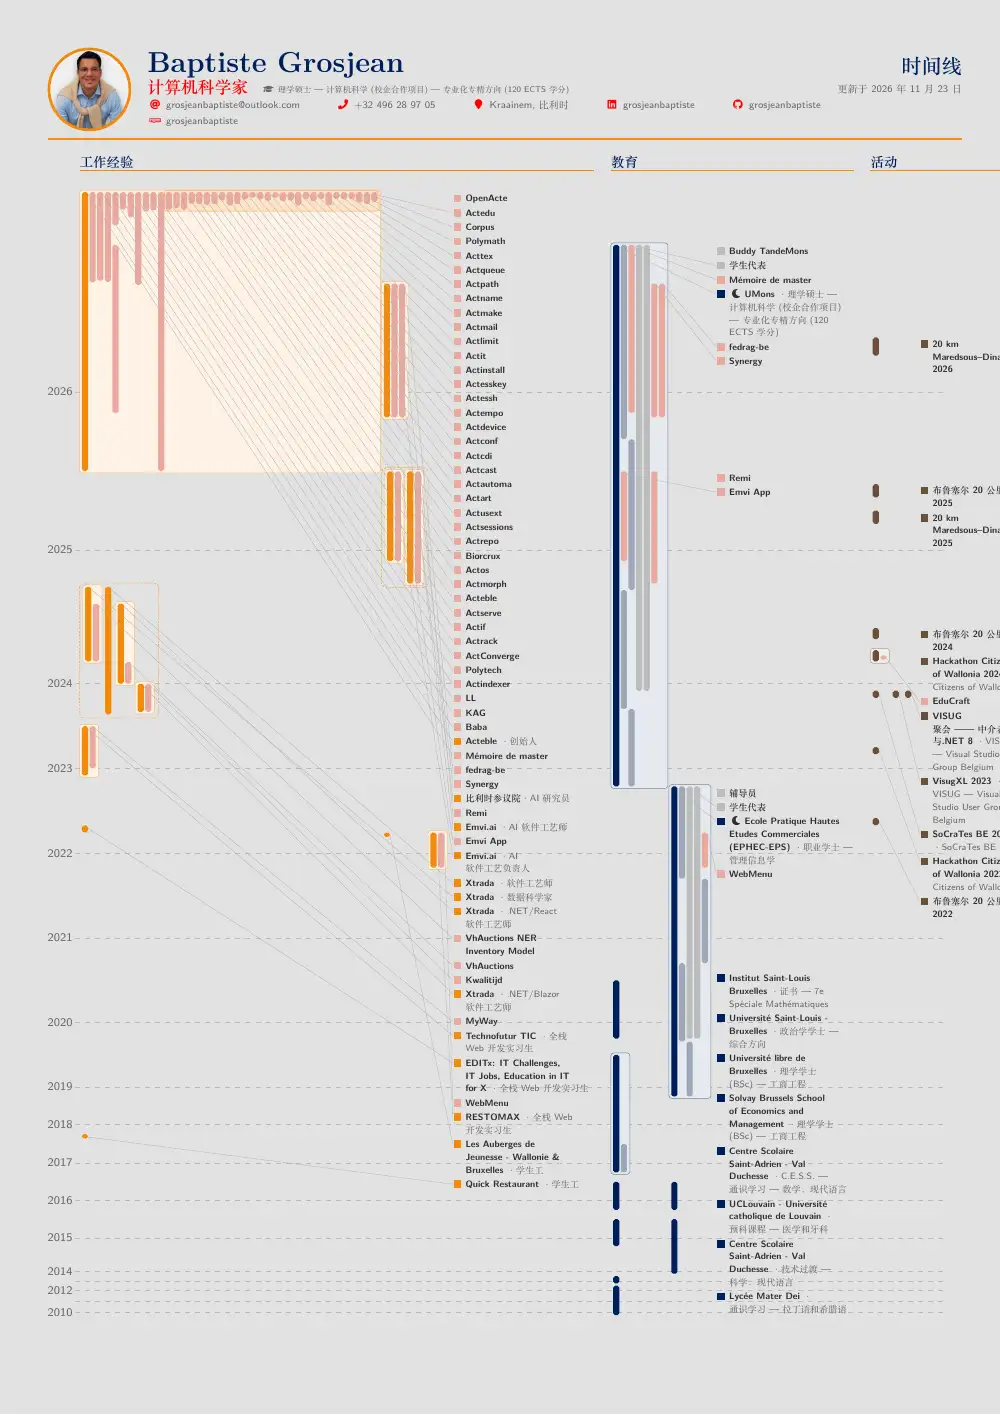 Baptiste Grosjean
时间线
计算机科学家
理学硕士 — 计算机科学 (校企合作项目) — 专业化专精方向 (120 ECTS 学分)
更新于 2026 年 11 月 23 日
grosjeanbaptiste@outlook.com
+32 496 28 97 05
Kraainem, 比利时
grosjeanbaptiste
grosjeanbaptiste
grosjeanbaptiste
工作经验
教育
活动
2026
2025
2024
2023
2022
2021
2020
2019
2018
2017
2016
2015
2014
2012
2010
OpenActe
Actedu
Corpus
Polymath
Acttex
Actqueue
Actpath
Actname
Actmake
Actmail
Actlimit
Actit
Actinstall
Actesskey
Actessh
Actempo
Actdevice
Actconf
Actcdi
Actcast
Actautoma
Actart
Actusext
Actsessions
Actrepo
Biorcrux
Actos
Actmorph
Acteble
Actserve
Actif
Actrack
ActConverge
Polytech
Actindexer
LL
KAG
Baba
Acteble · 创始人
Mémoire de master
fedrag-be
Synergy
比利时参议院 · AI 研究员
Remi
Emvi.ai · AI 软件工艺师
Emvi App
Emvi.ai · AI
软件工艺负责人
Xtrada · 软件工艺师
Xtrada · 数据科学家
Xtrada · .NET/React
软件工艺师
VhAuctions NER
Inventory Model
VhAuctions
Kwalitijd
Xtrada · .NET/Blazor
软件工艺师
MyWay
Technofutur TIC · 全栈
Web 开发实习生
EDITx: IT Challenges,
IT Jobs, Education in IT
for X · 全栈 Web 开发实习生
WebMenu
RESTOMAX · 全栈 Web
开发实习生
Les Auberges de
Jeunesse - Wallonie &
Bruxelles · 学生工
Quick Restaurant · 学生工
Buddy TandeMons
学生代表
Mémoire de master
UMons · 理学硕士 —
计算机科学 (校企合作项目)
— 专业化专精方向 (120
ECTS 学分)
fedrag-be
Synergy
Remi
Emvi App
辅导员
学生代表
Ecole Pratique Hautes
Etudes Commerciales
(EPHEC-EPS) · 职业学士 —
管理信息学
WebMenu
Institut Saint-Louis
Bruxelles · 证书 — 7e
Spéciale Mathématiques
Université Saint-Louis -
Bruxelles · 政治学学士 —
综合方向
Université libre de
Bruxelles · 理学学士
(BSc) — 工商工程
Solvay Brussels School
of Economics and
Management · 理学学士
(BSc) — 工商工程
Centre Scolaire
Saint-Adrien - Val
Duchesse · C.E.S.S. —
通识学习 — 数学、现代语言
UCLouvain - Université
catholique de Louvain ·
预科课程 — 医学和牙科
Centre Scolaire
Saint-Adrien - Val
Duchesse · 技术过渡 —
科学、现代语言
Lycée Mater Dei ·
通识学习 — 拉丁语和希腊语
20 km
Maredsous–Dina
2026
布鲁塞尔 20 公里
2025
20 km
Maredsous–Dina
2025
布鲁塞尔 20 公里
2024
Hackathon Citiz
of Wallonia 2024
Citizens of Wallo
EduCraft
VISUG
聚会 —— 中介者
与.NET 8 · VIS
— Visual Studio
Group Belgium
VisugXL 2023 ·
VISUG — Visua
Studio User Grou
Belgium
SoCraTes BE 20
· SoCraTes BE
Hackathon Citiz
of Wallonia 2023
Citizens of Wallo
布鲁塞尔 20 公里
2022